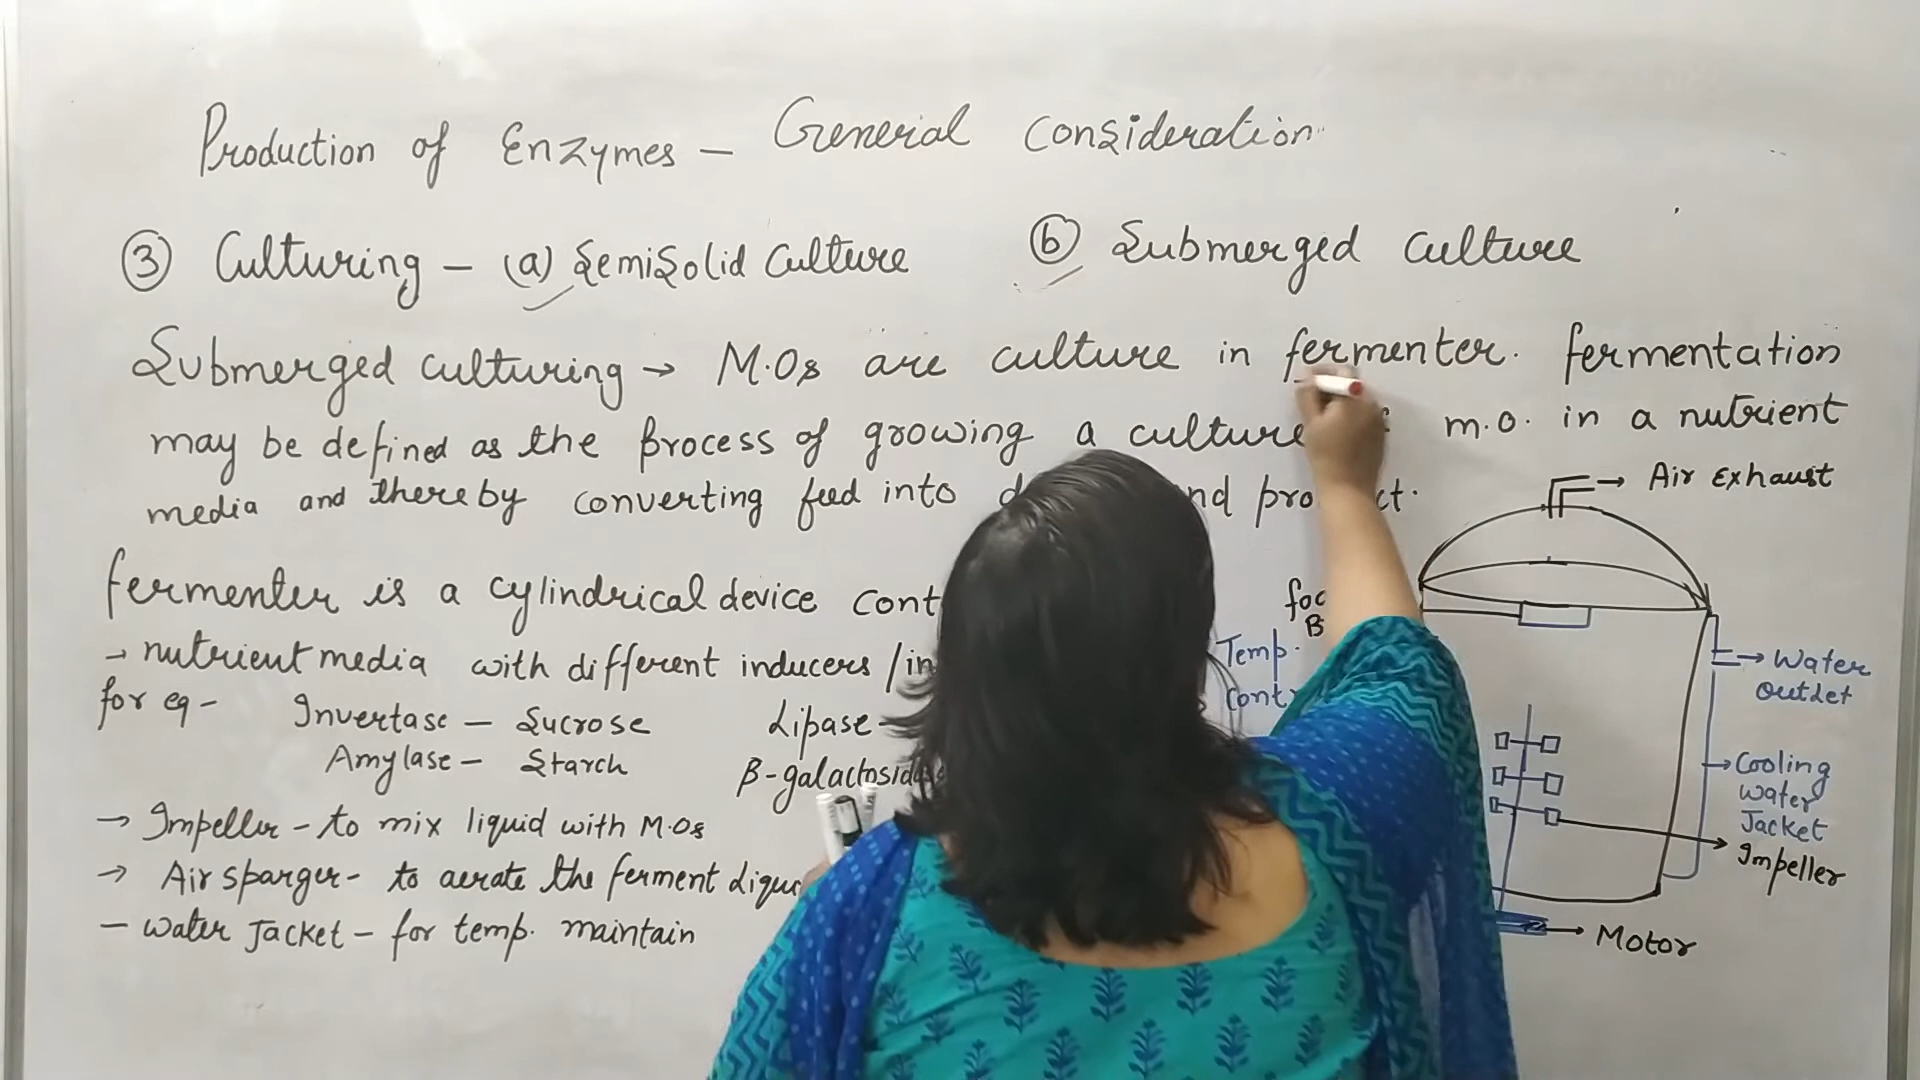 Production of Enzymes - General Consideration
③ Culturing - (a) SemiSolid Culture ⓑ Submerged Culture
Submerged culturing → M.Os are culture in fermenter. fermentation
may be defined as the process of growing a culture m.o. in a nutrient
media and thereby converting feed into
fermenter is a cylindrical device
→ nutrient media with different inducers /
for eg - Invertase - Sucrose Lipase -
Amylase - Starch
→ Impeller - to mix liquid with M.Os
→ Air sparger - to aerate the ferment
- Water Jacket - for temp. maintain
→ Air Exhaust
Temp.
→ Water
Outlet
→ Cooling
Water
Jacket
Impeller
→ Motor